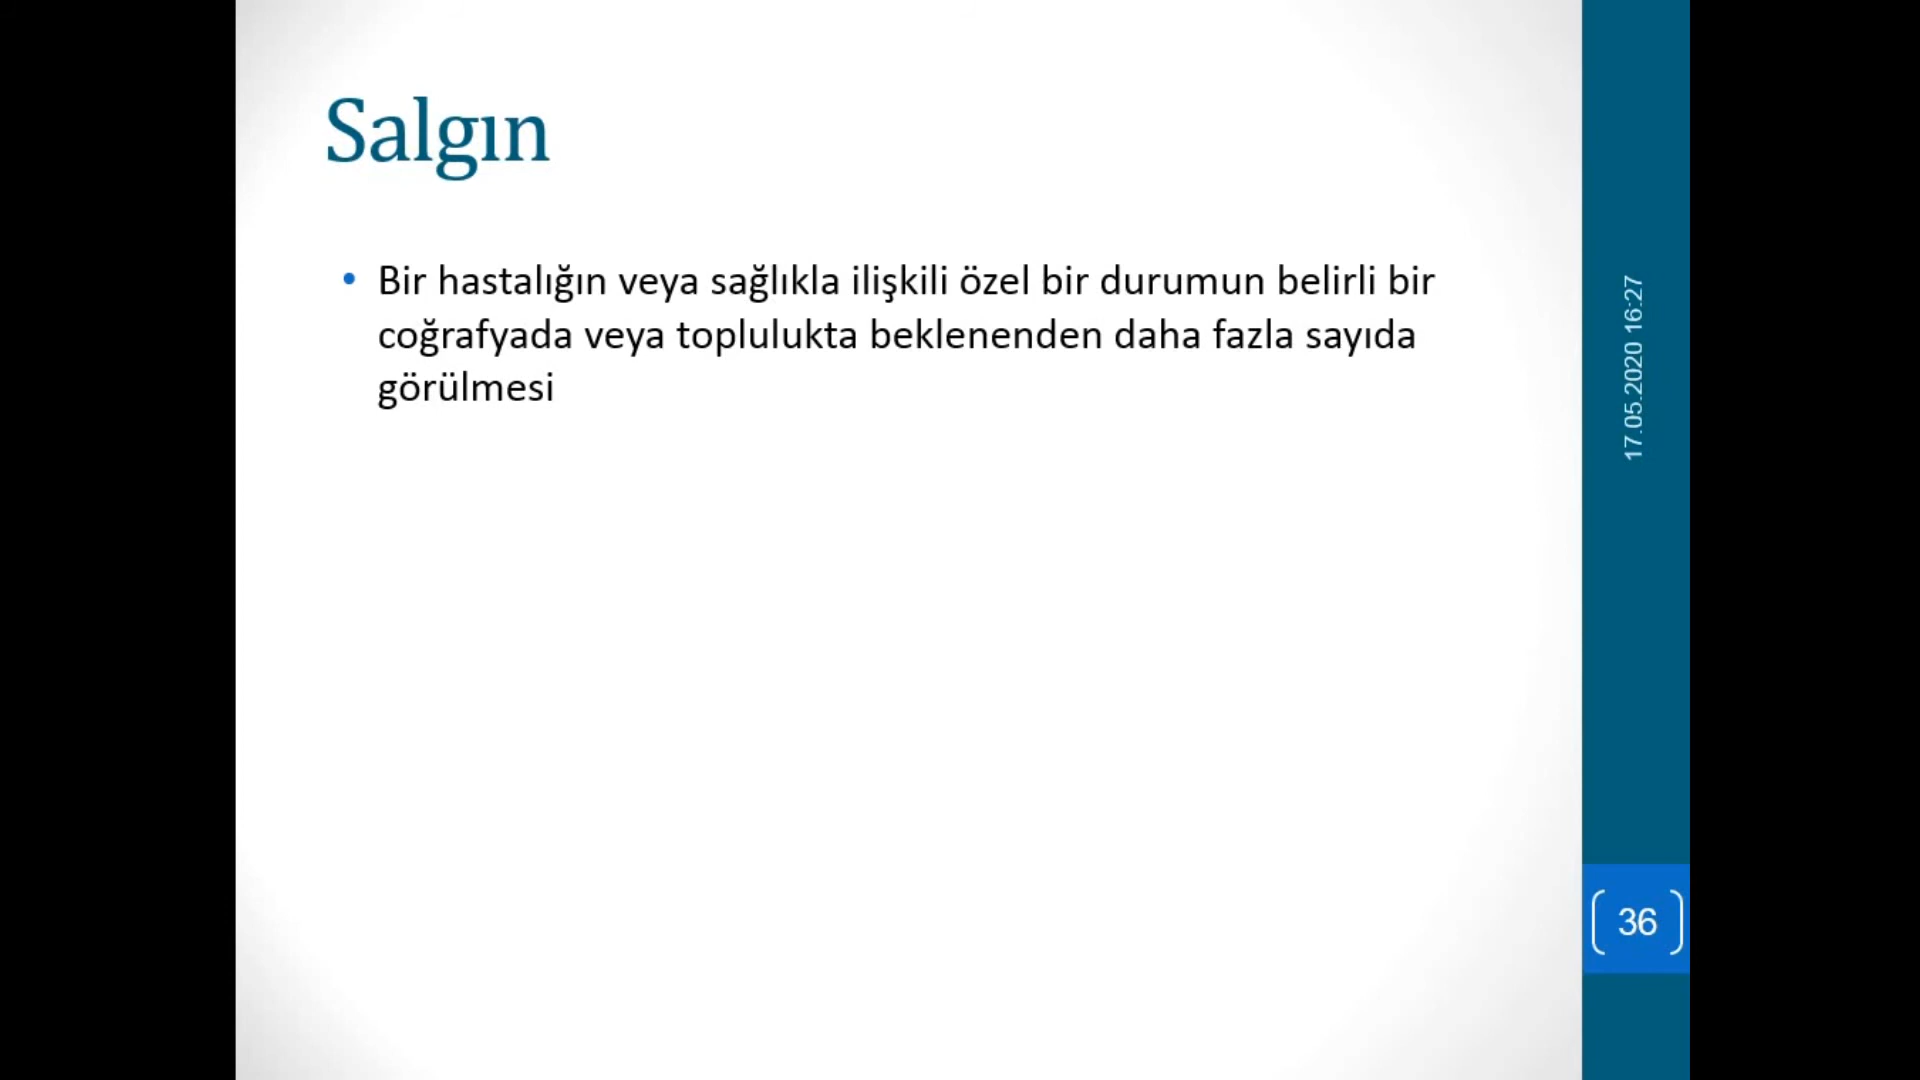 Salgın
• Bir hastalığın veya sağlıkla ilişkili özel bir durumun belirli bir
coğrafyada veya toplulukta beklenenden daha fazla sayıda
görülmesi
17.05.2020 16:27
36